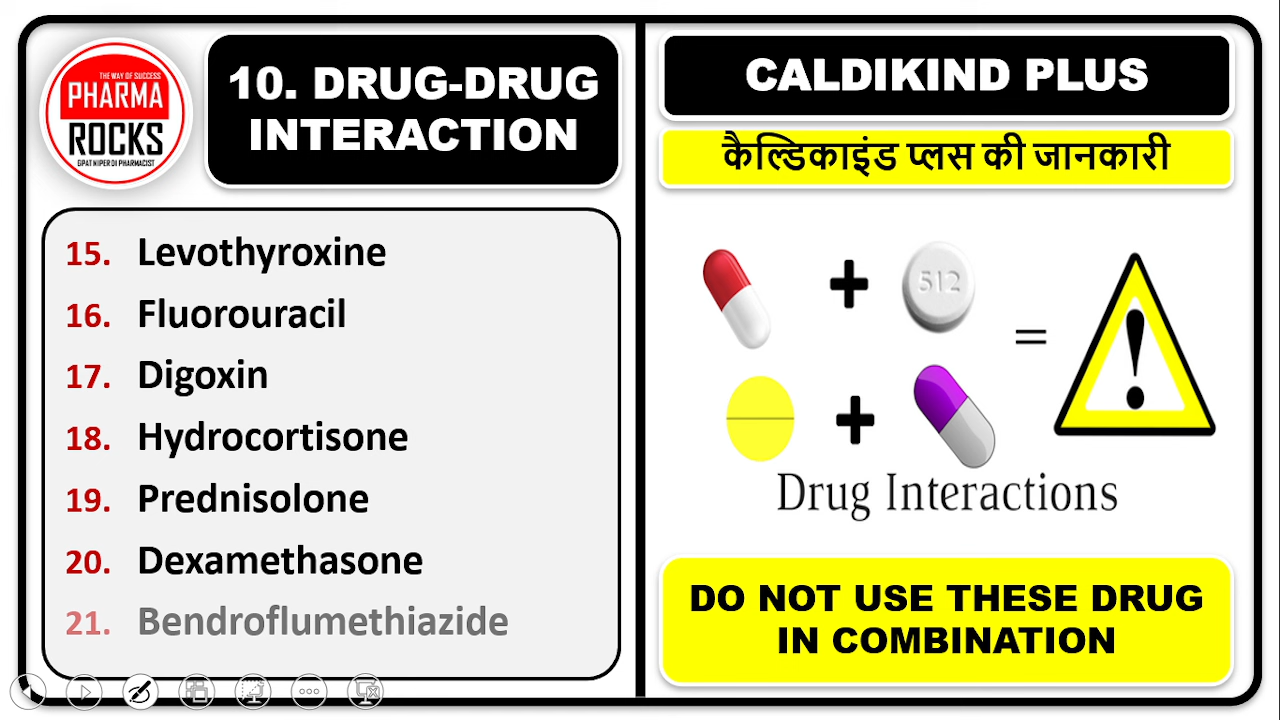 THE WAY OF SUCCESS
PHARMA
ROCKS
GPAT NIPER DI PHARMACIST
10. DRUG-DRUG
INTERACTION
15. Levothyroxine
16. Fluorouracil
17. Digoxin
18. Hydrocortisone
19. Prednisolone
20. Dexamethasone
21. Bendroflumethiazide
CALDIKIND PLUS
कैल्डिकाइंड प्लस की जानकारी
512
Drug Interactions
DO NOT USE THESE DRUG
IN COMBINATION